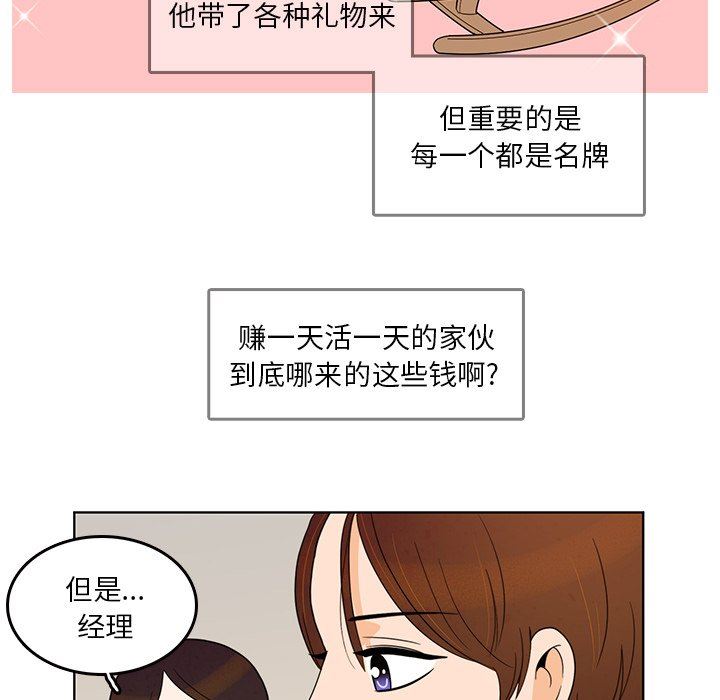 他带了各种礼物来
但重要的是
每一个都是名牌
赚一天活一天的家伙
到底哪来的这些钱啊?
但是...
经理